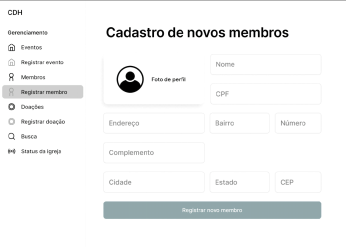 CDH
Gerenciamento
Eventos
Registrar evento
Membros
Registrar membro
Doações
Registrar doação
Busca
Status da igreja
Cadastro de novos membros
Foto de perfil
Nome
CPF
Endereço
Bairro
Número
Complemento
Cidade
Estado
CEP
Registrar novo membro